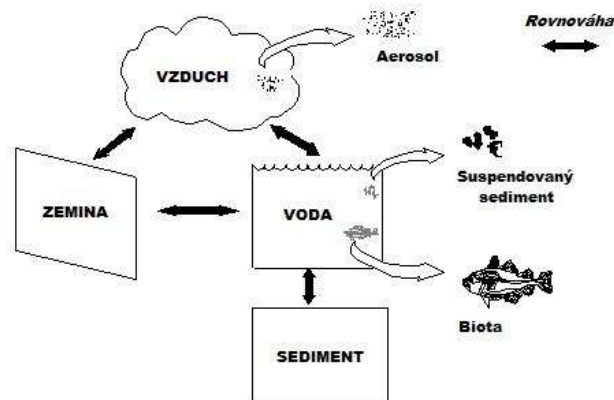 Rovnováha
VZDUCH
Aerosol
ZEMINA
VODA
Suspendovaný
sediment
Biota
SEDIMENT